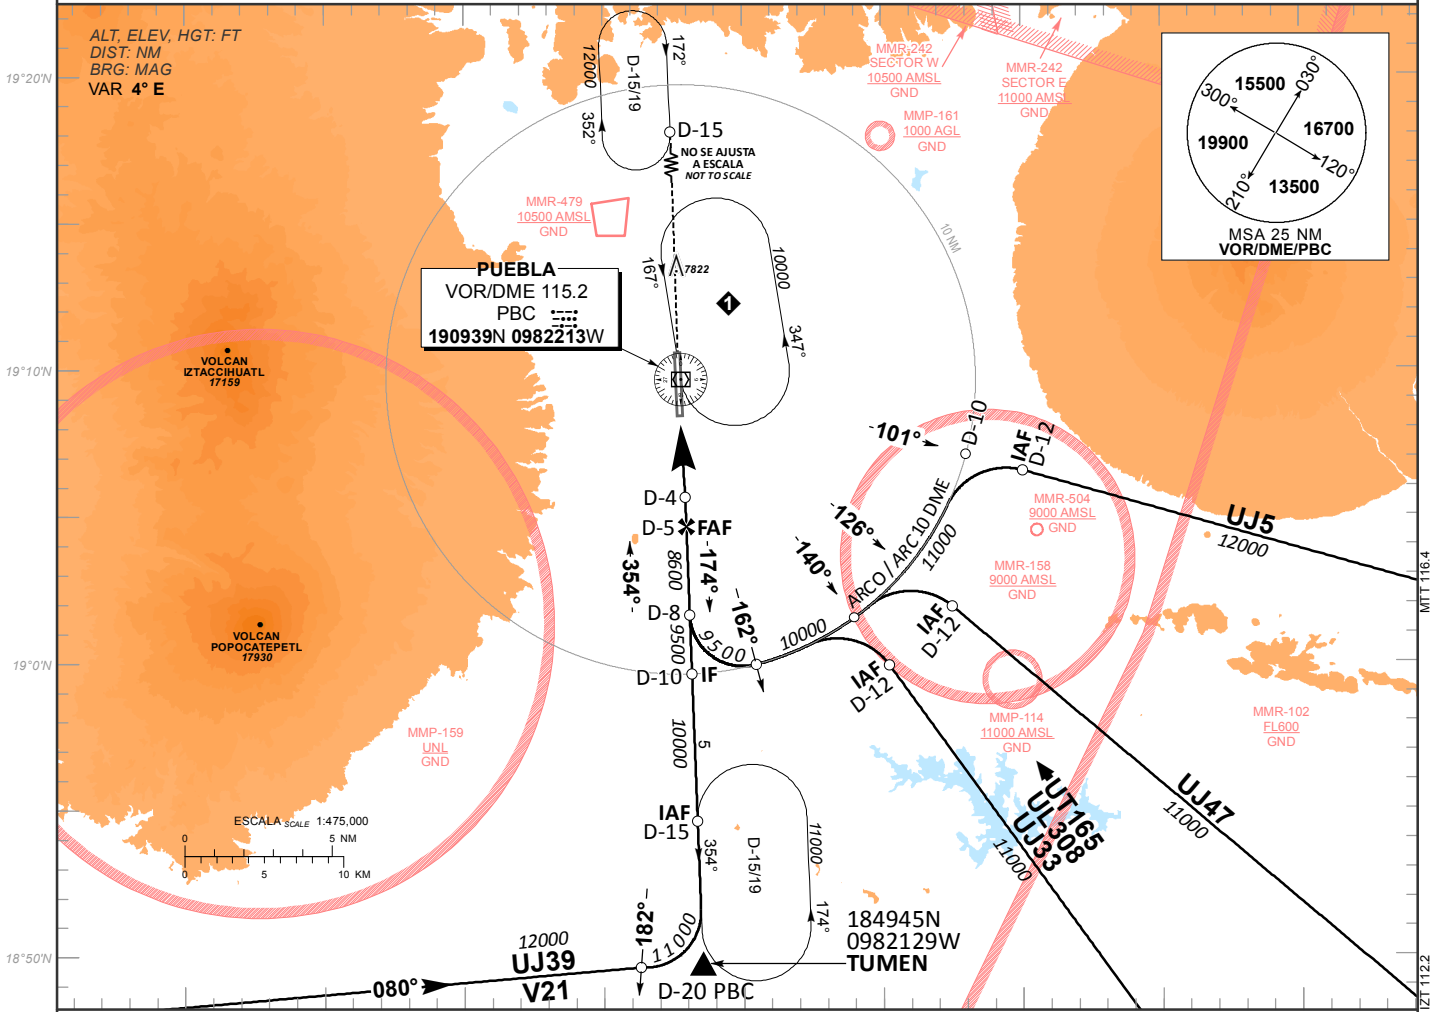 ALT, ELEV, HGT: FT
DIST: NM
BRG: MAG
VAR 4° E
19°20'N
19°10'N
19°0'N
18°50'N
12000
D-15/19
172°
352°
D-15
NO SE AJUSTA
A ESCALA
NOT TO SCALE
MMR-242
SECTOR W
10500 AMSL
GND
MMR-242
SECTOR E
11000 AMSL
GND
MMP-161
1000 AGL
GND
15500
030°
300°
16700
19900
120°
210°
13500
MSA 25 NM
VOR/DME/PBC
MMR-479
10500 AMSL
GND
10 NM
PUEBLA
VOR/DME 115.2
PBC
190939N 0982213W
167°
7822
10000
1
347°
VOLCAN
IZTACCIHUATL
17159
VOLCAN
POPOCATEPETL
17930
101°
D-10
IAF
D-12
D-4
D-5
FAF
126°
140°
ARCO / ARC 10 DME
11000
MMR-504
9000 AMSL
GND
UJ5
12000
MMR-158
9000 AMSL
GND
MTT 116.4
354°
8600
174°
162°
D-8
9500
9500
10000
D-10
IF
IAF
D-12
IAF
D-12
MMP-159
UNL
GND
10000
5
MMP-114
11000 AMSL
GND
MMR-102
FL600
GND
UJ47
11000
UT165
UL308
UJ33
11000
ESCALA SCALE 1:475,000
0
5 NM
0
5
10 KM
IAF
D-15
354°
D-15/19
11000
174°
184945N
0982129W
TUMEN
182°
11000
12000
UJ39
V21
080°
D-20 PBC
IZT 112.2